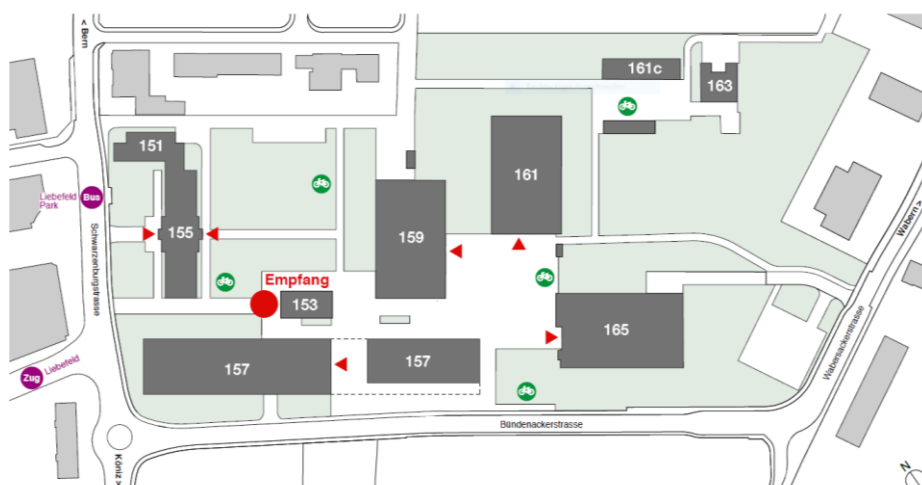 < Bern
161c
163
151
161
Liebefeld
Park
Bus
Schwarzenburgstrasse
155
159
Wabern >
Empfang
153
165
157
157
Wabersackerstrasse
Zug
Liebefeld
Bündenackerstrasse
Köniz >
N